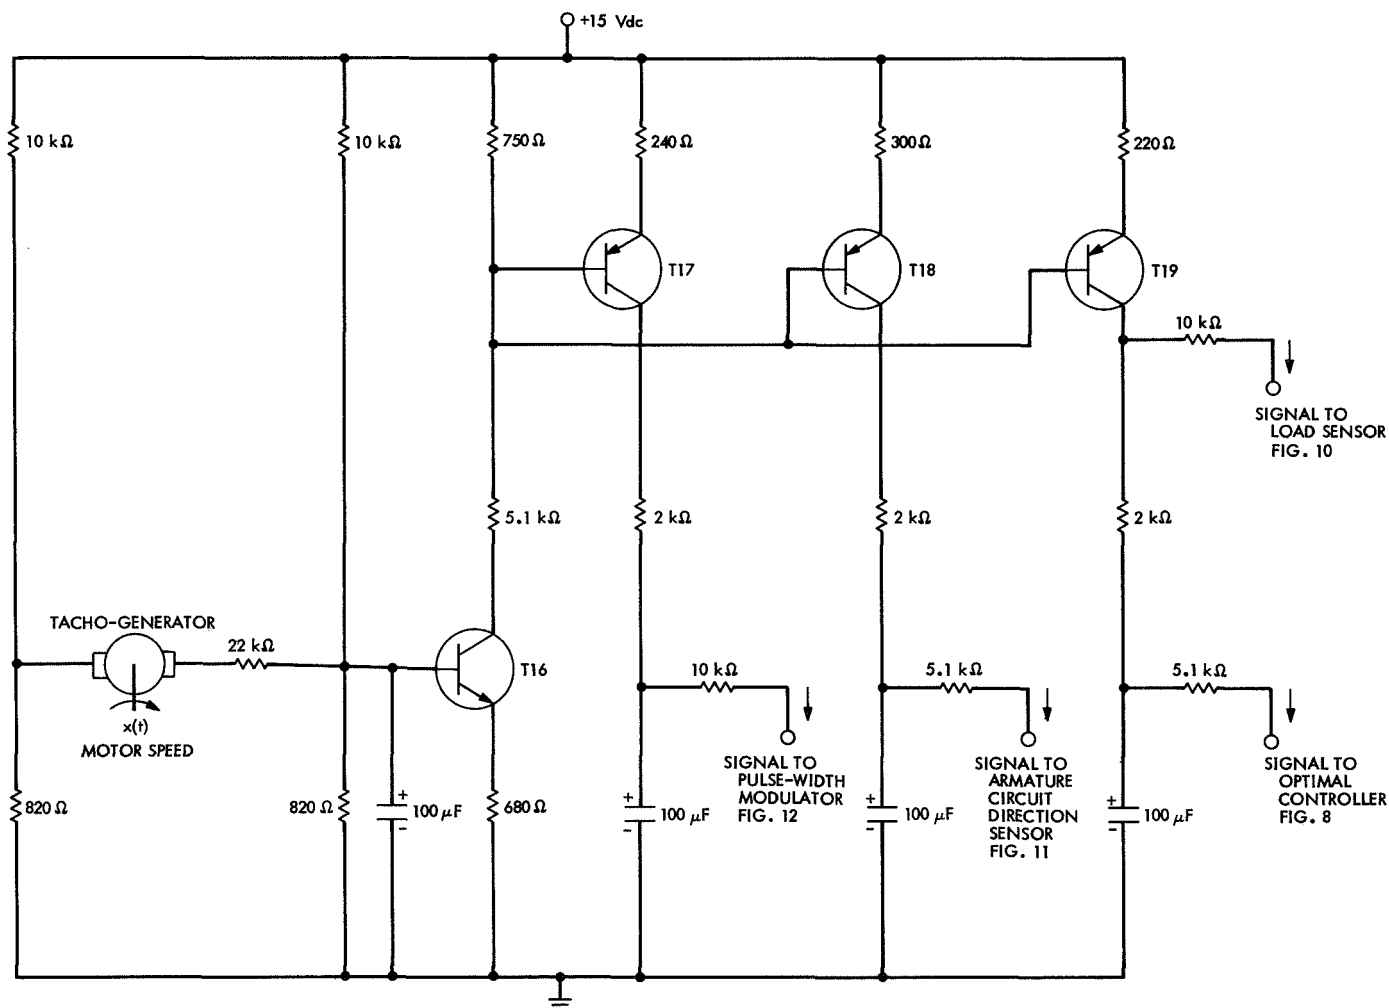 +15 Vdc
10 kΩ
10 kΩ
750 Ω
240 Ω
300 Ω
220 Ω
T17
T18
T19
10 kΩ
SIGNAL TO
LOAD SENSOR
FIG. 10
5.1 kΩ
2 kΩ
2 kΩ
2 kΩ
TACHO-GENERATOR
22 kΩ
T16
x(t)
MOTOR SPEED
10 kΩ
5.1 kΩ
5.1 kΩ
SIGNAL TO
PULSE-WIDTH
MODULATOR
FIG. 12
SIGNAL TO
ARMATURE
CIRCUIT
DIRECTION
SENSOR
FIG. 11
SIGNAL TO
OPTIMAL
CONTROLLER
FIG. 8
820 Ω
820 Ω
+
100 μF
-
680 Ω
+
100 μF
-
+
100 μF
-
+
100 μF
-